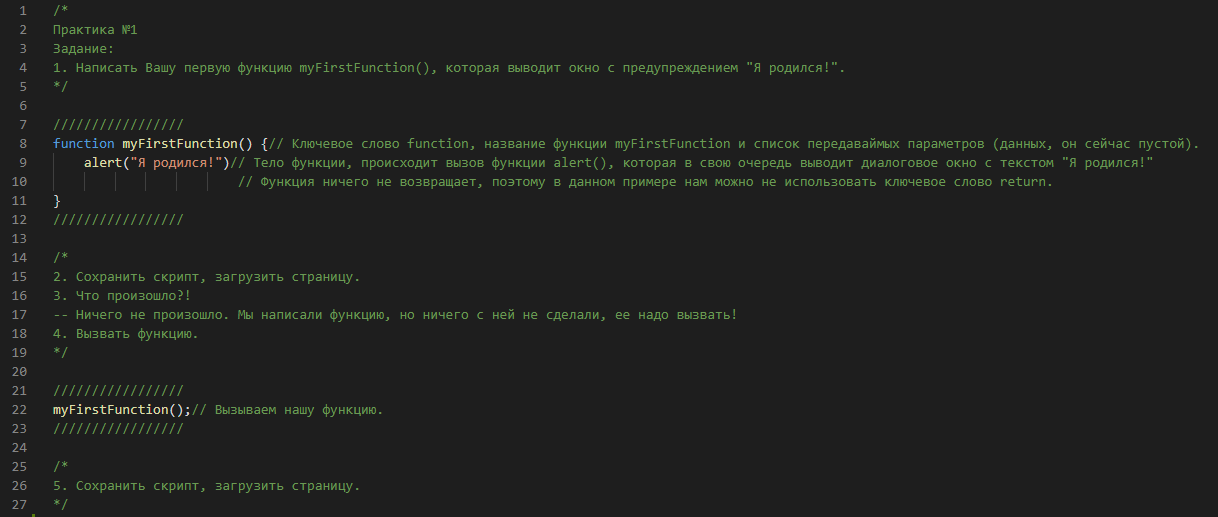 1 /*
2 Практика №1
3 Задание:
4 1. Написать Вашу первую функцию myFirstFunction(), которая выводит окно с предупреждением "Я родился!".
5 */
6
7 /////////////////
8 function myFirstFunction() {// Ключевое слово function, название функции myFirstFunction и список передаваймых параметров (данных, он сейчас пустой).
9 alert("Я родился!")// Тело функции, происходит вызов функции alert(), которая в свою очередь выводит диалоговое окно с текстом "Я родился!"
10 // Функция ничего не возвращает, поэтому в данном примере нам можно не использовать ключевое слово return.
11 }
12 /////////////////
13
14 /*
15 2. Сохранить скрипт, загрузить страницу.
16 3. Что произошло?!
17 -- Ничего не произошло. Мы написали функцию, но ничего с ней не сделали, ее надо вызвать!
18 4. Вызвать функцию.
19 */
20
21 /////////////////
22 myFirstFunction();// Вызываем нашу функцию.
23 /////////////////
24
25 /*
26 5. Сохранить скрипт, загрузить страницу.
27 */